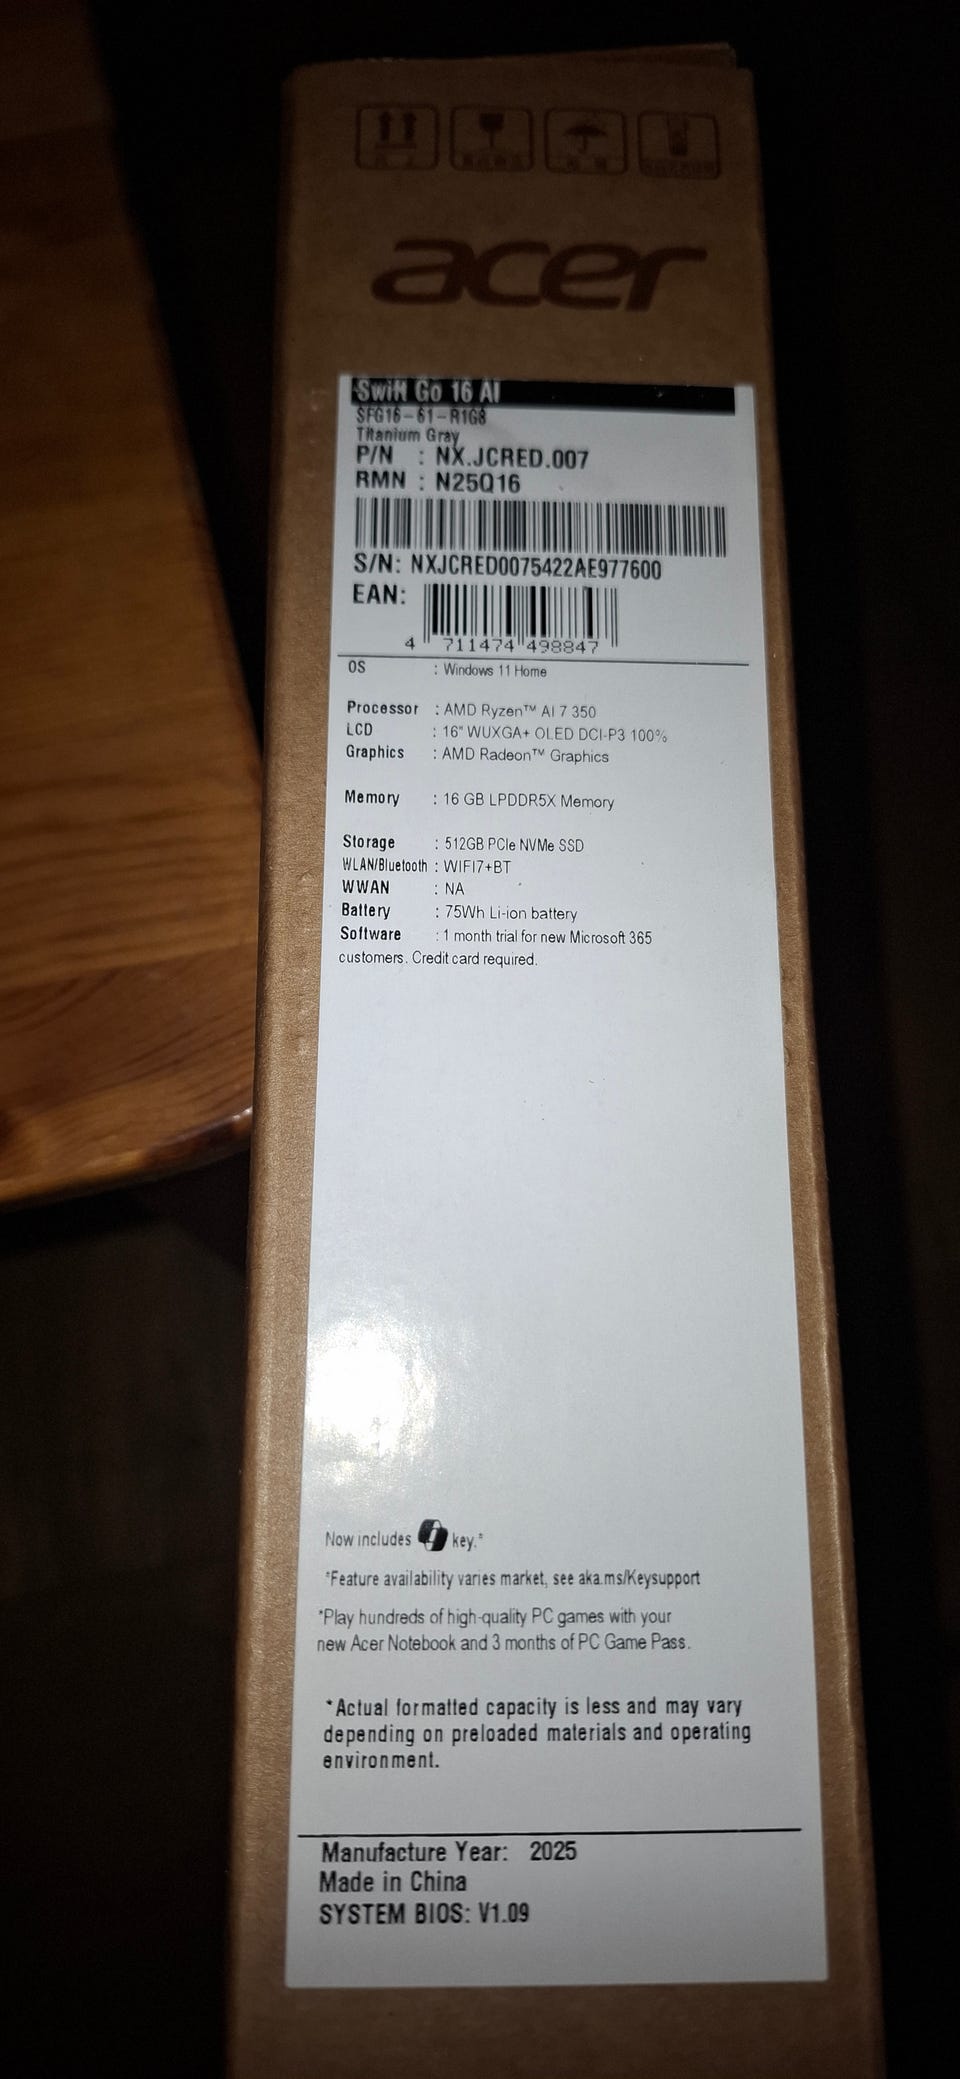 acer
Swift Go 16 AI
SFG16-61-R1G8
Titanium Gray
P/N : NX.JCRED.007
RMN : N25Q16
S/N: NXJCRED0075422AE977600
EAN:
4 711474 498847
OS : Windows 11 Home
Processor : AMD Ryzen™ AI 7 350
LCD : 16" WUXGA+ OLED DCI-P3 100%
Graphics : AMD Radeon™ Graphics
Memory : 16 GB LPDDR5X Memory
Storage : 512GB PCIe NVMe SSD
WLAN/Bluetooth : WIFI7+BT
WWAN : NA
Battery : 75Wh Li-ion battery
Software : 1 month trial for new Microsoft 365
customers. Credit card required.
Now includes key.*
*Feature availability varies market, see aka.ms/Keysupport
*Play hundreds of high-quality PC games with your
new Acer Notebook and 3 months of PC Game Pass.
*Actual formatted capacity is less and may vary
depending on preloaded materials and operating
environment.
Manufacture Year: 2025
Made in China
SYSTEM BIOS: V1.09